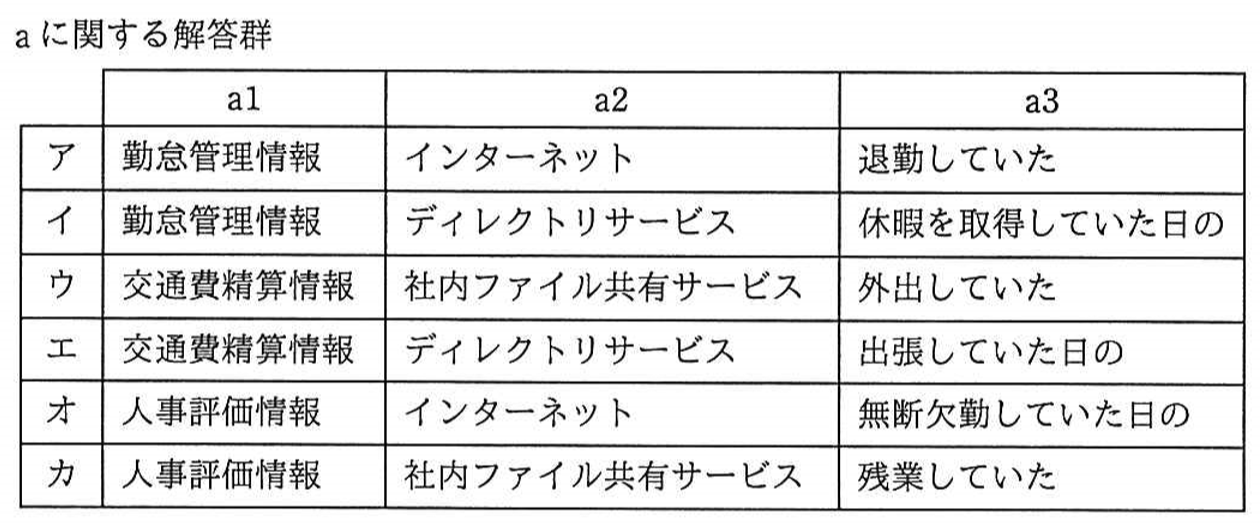 aに関する解答群
a1 a2 a3
ア 勤怠管理情報 インターネット 退勤していた
イ 勤怠管理情報 ディレクトリサービス 休暇を取得していた日の
ウ 交通費精算情報 社内ファイル共有サービス 外出していた
エ 交通費精算情報 ディレクトリサービス 出張していた日の
オ 人事評価情報 インターネット 無断欠勤していた日の
カ 人事評価情報 社内ファイル共有サービス 残業していた